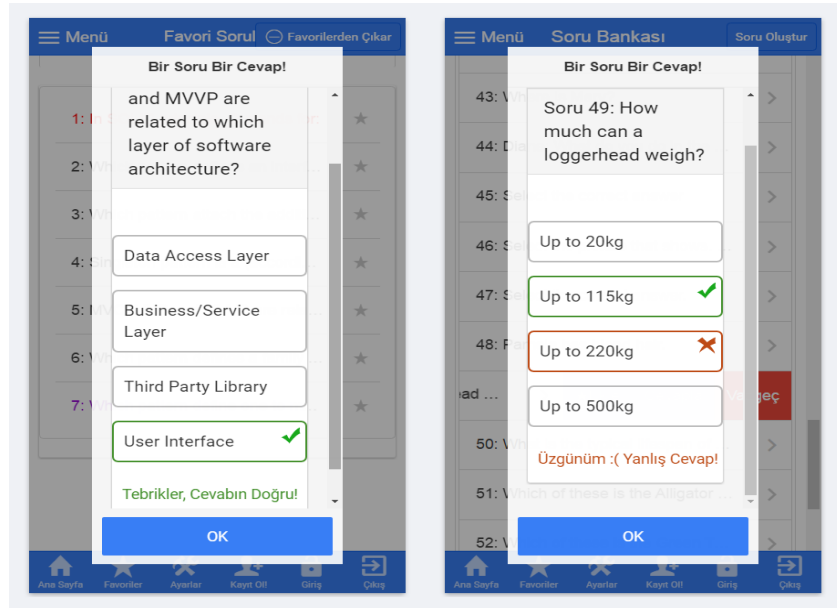 Menü
Favori Sorul
Favorilerden Çıkar
Bir Soru Bir Cevap!
and MVVP are
related to which
layer of software
architecture?
1:
2:
3:
4:
5:
6:
7:
Data Access Layer
Business/Service
Layer
Third Party Library
User Interface
Tebrikler, Cevabın Doğru!
OK
Ana Sayfa
Favoriler
Ayarlar
Kayıt Ol!
Giriş
Çıkış
Menü
Soru Bankası
Soru Oluştur
Bir Soru Bir Cevap!
Soru 49: How
much can a
loggerhead weigh?
43:
44:
45:
46:
47:
48:
Up to 20kg
Up to 115kg
Up to 220kg
Up to 500kg
Üzgünüm :( Yanlış Cevap!
50:
51: Which of these is the Alligator ...
52:
OK
Ana Sayfa
Favoriler
Ayarlar
Kayıt Ol!
Giriş
Çıkış